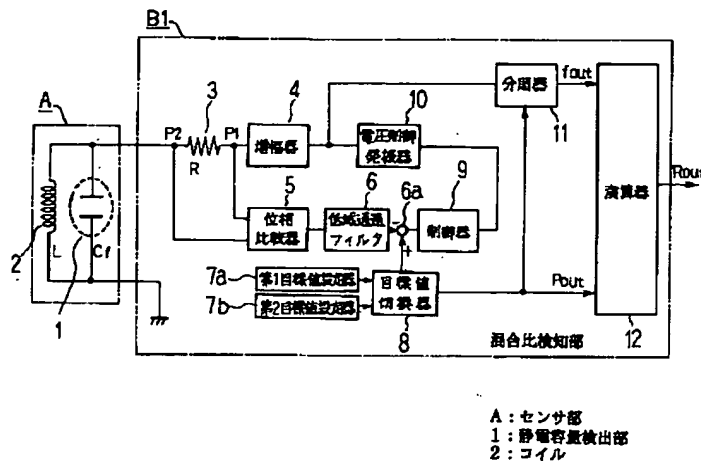 B1
A
3
4
10
分周器
fout
11
P2
P1
増幅器
電圧制御
発振器
R
5
6
6a
9
演算器
Rout
位相
比較器
低域通過
フィルタ
-
+
制御器
2
L
Cf
1
7a
第1目標値設定器
7b
第2目標値設定器
目標値
切換器
8
Pout
12
混合比検知部
A:センサ部
1:静電容量検出部
2:コイル